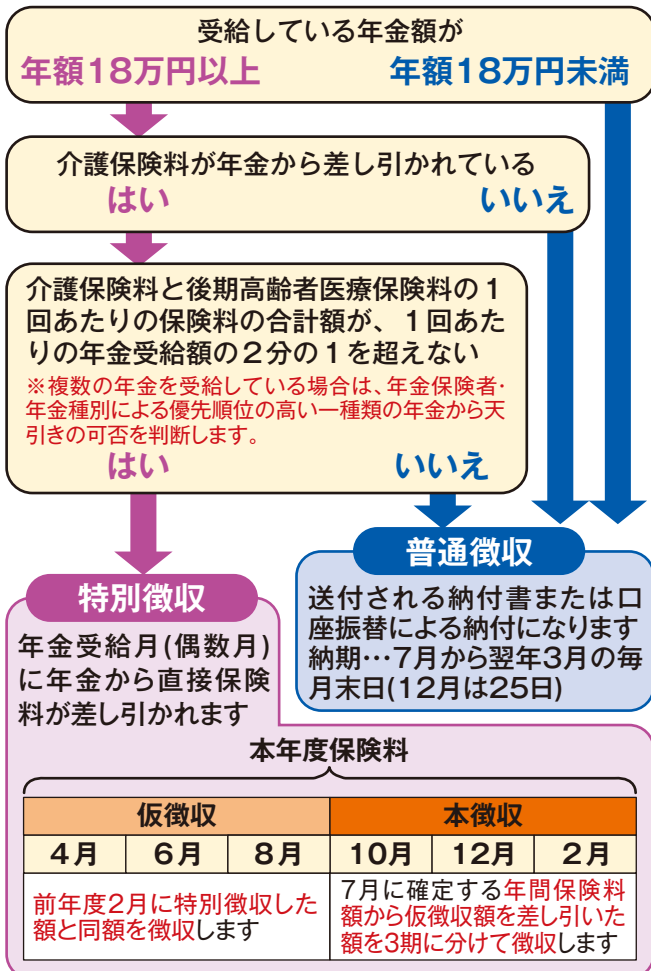 受給している年金額が
年額18万円以上 年額18万円未満
介護保険料が年金から差し引かれている
はい いいえ
介護保険料と後期高齢者医療保険料の1
回あたりの保険料の合計額が、1回あた
りの年金受給額の2分の1を超えない
※複数の年金を受給している場合は、年金保険者・
年金種別による優先順位の高い一種類の年金から天
引きの可否を判断します。
はい いいえ
普通徴収
送付される納付書または口
座振替による納付になります
納期…7月から翌年3月の毎
月末日(12月は25日)
特別徴収
年金受給月(偶数月)
に年金から直接保険
料が差し引かれます
本年度保険料
仮徴収 本徴収
4月 6月 8月 10月 12月 2月
前年度2月に特別徴収した
額と同額を徴収します
7月に確定する年間保険料
額から仮徴収額を差し引いた
額を3期に分けて徴収します